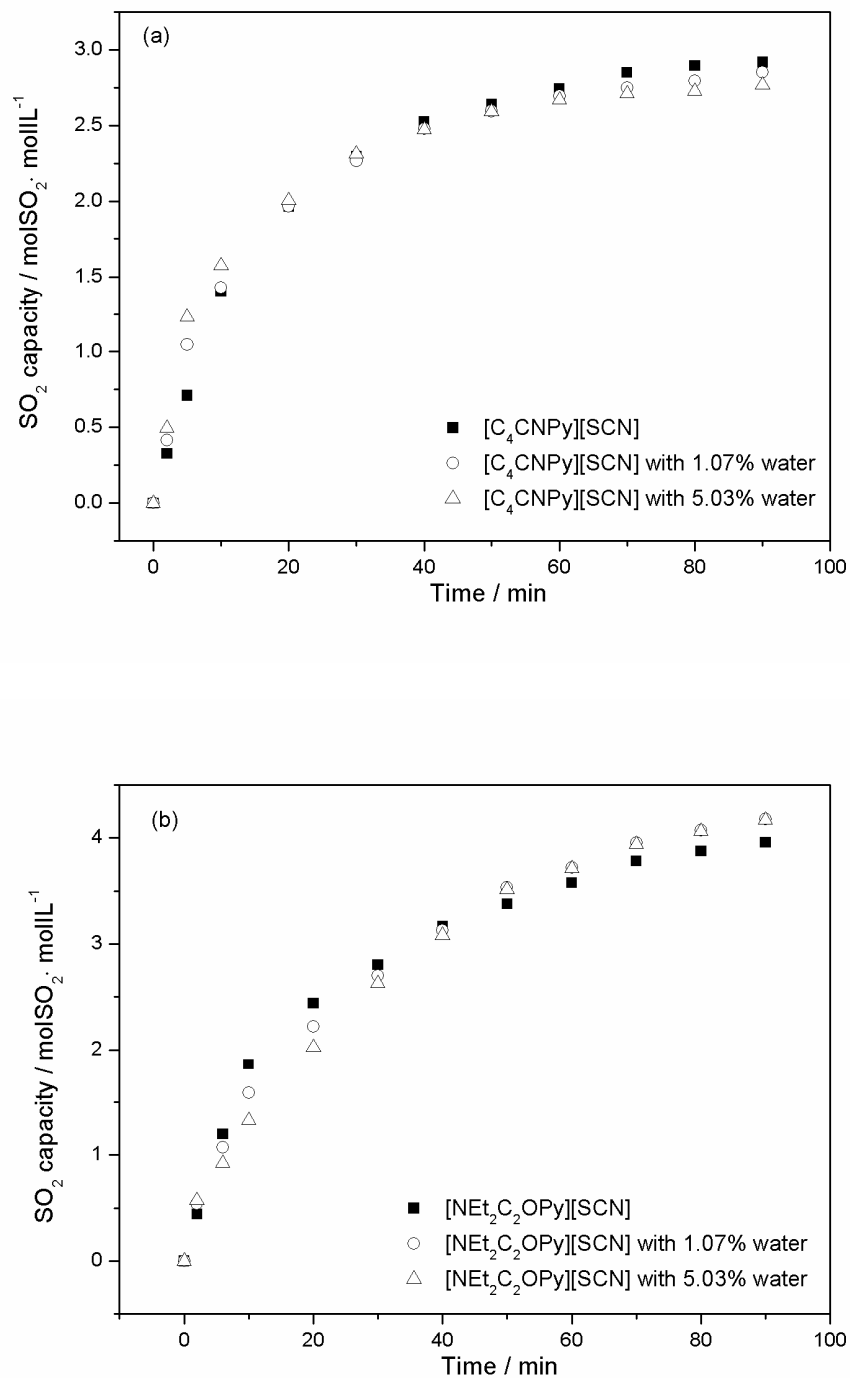 (a)
3.0
2.5
2.0
1.5
1.0
0.5
0.0
SO₂ capacity / molSO₂· molIL⁻¹
[C₄CNPy][SCN]
[C₄CNPy][SCN] with 1.07% water
[C₄CNPy][SCN] with 5.03% water
0 20 40 60 80 100
Time / min
(b)
4
3
2
1
0
SO₂ capacity / molSO₂· molIL⁻¹
[NEt₂C₂OPy][SCN]
[NEt₂C₂OPy][SCN] with 1.07% water
[NEt₂C₂OPy][SCN] with 5.03% water
0 20 40 60 80 100
Time / min